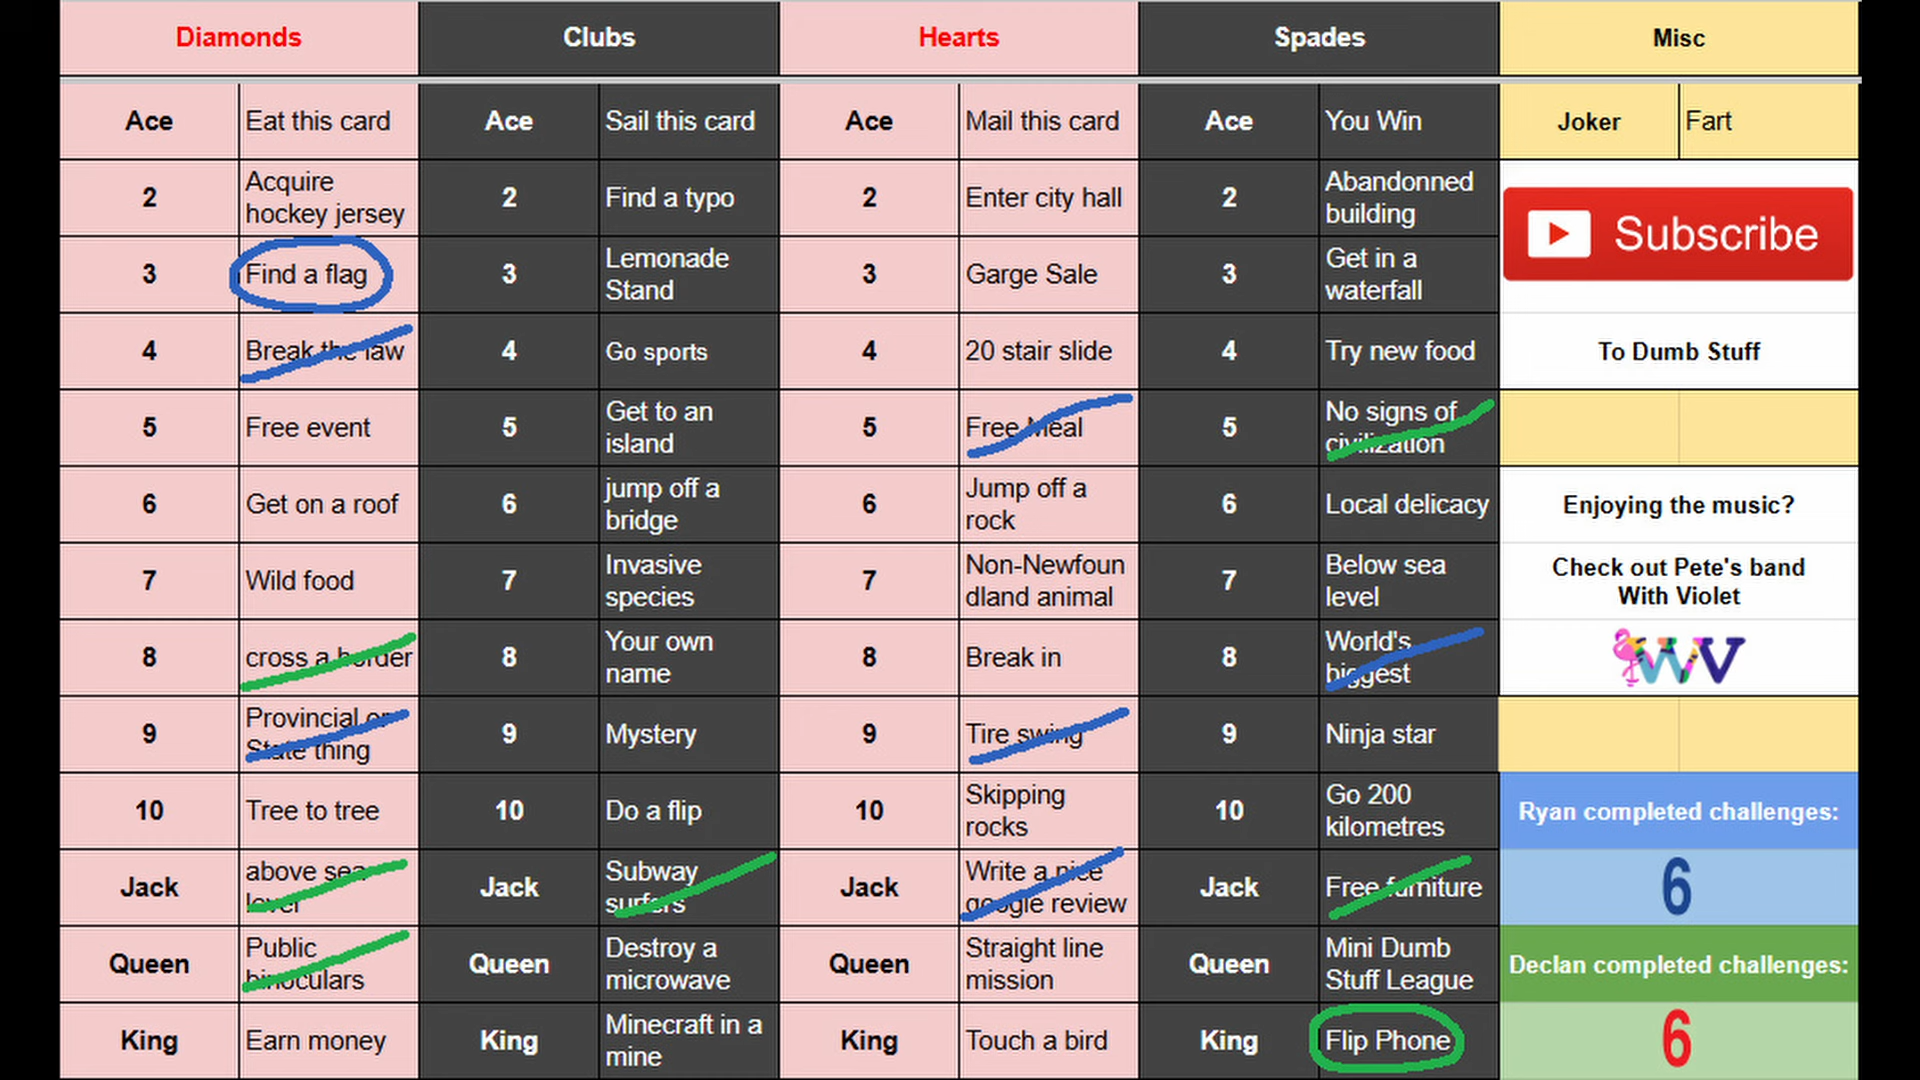 Diamonds Clubs Hearts Spades Misc
Ace Eat this card Ace Sail this card Ace Mail this card Ace You Win Joker Fart
2 Acquire hockey jersey 2 Find a typo 2 Enter city hall 2 Abandonned building Subscribe
3 Find a flag 3 Lemonade Stand 3 Garge Sale 3 Get in a waterfall
4 Break the law 4 Go sports 4 20 stair slide 4 Try new food To Dumb Stuff
5 Free event 5 Get to an island 5 Free Meal 5 No signs of civilization
6 Get on a roof 6 jump off a bridge 6 Jump off a rock 6 Local delicacy Enjoying the music?
7 Wild food 7 Invasive species 7 Non-Newfoun dland animal 7 Below sea level Check out Pete's band With Violet
8 cross a border 8 Your own name 8 Break in 8 World's biggest WV
9 Provincial or State thing 9 Mystery 9 Tire swing 9 Ninja star
10 Tree to tree 10 Do a flip 10 Skipping rocks 10 Go 200 kilometres Ryan completed challenges:
Jack above sea level Jack Subway surfers Jack Write a nice google review Jack Free furniture 6
Queen Public binoculars Queen Destroy a microwave Queen Straight line mission Queen Mini Dumb Stuff League Declan completed challenges:
King Earn money King Minecraft in a mine King Touch a bird King Flip Phone 6